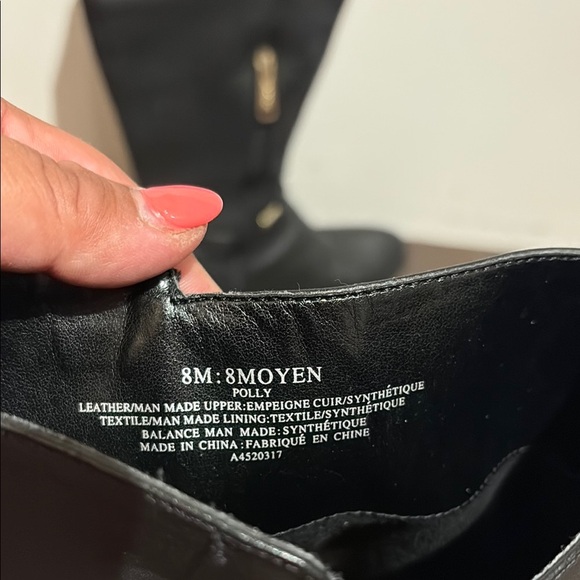 8M:8MOYEN
POLLY
LEATHER/MAN MADE UPPER:EMPEIGNE CUIR/SYNTHÉTIQUE
TEXTILE/MAN MADE LINING:TEXTILE/SYNTHÉTIQUE
BALANCE MAN MADE:SYNTHÉTIQUE
MADE IN CHINA:FABRIQUÉ EN CHINE
A4520317